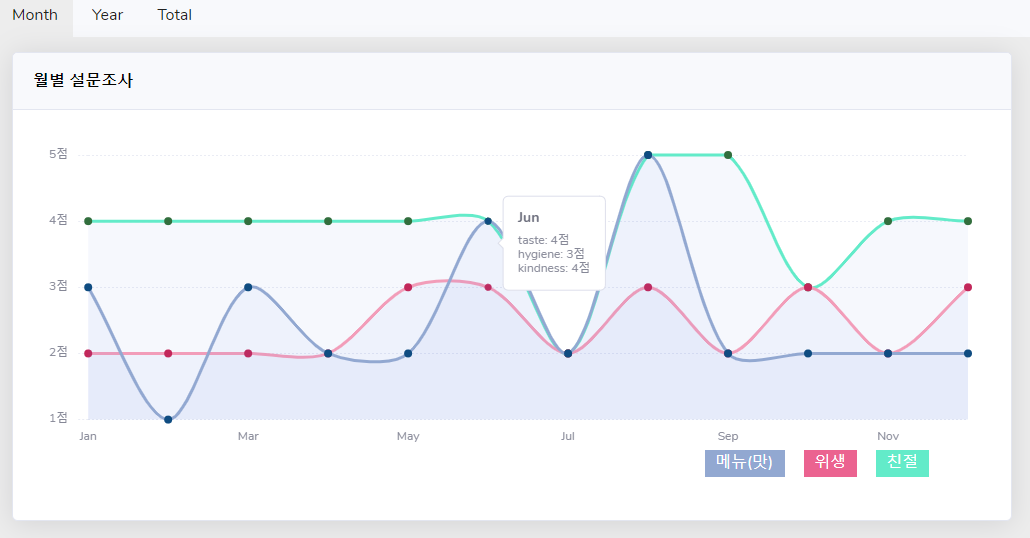 Month Year Total
월별 설문조사
5점
4점
3점
2점
1점
Jun
taste: 4점
hygiene: 3점
kindness: 4점
Jan Mar May Jul Sep Nov
메뉴(맛) 위생 친절